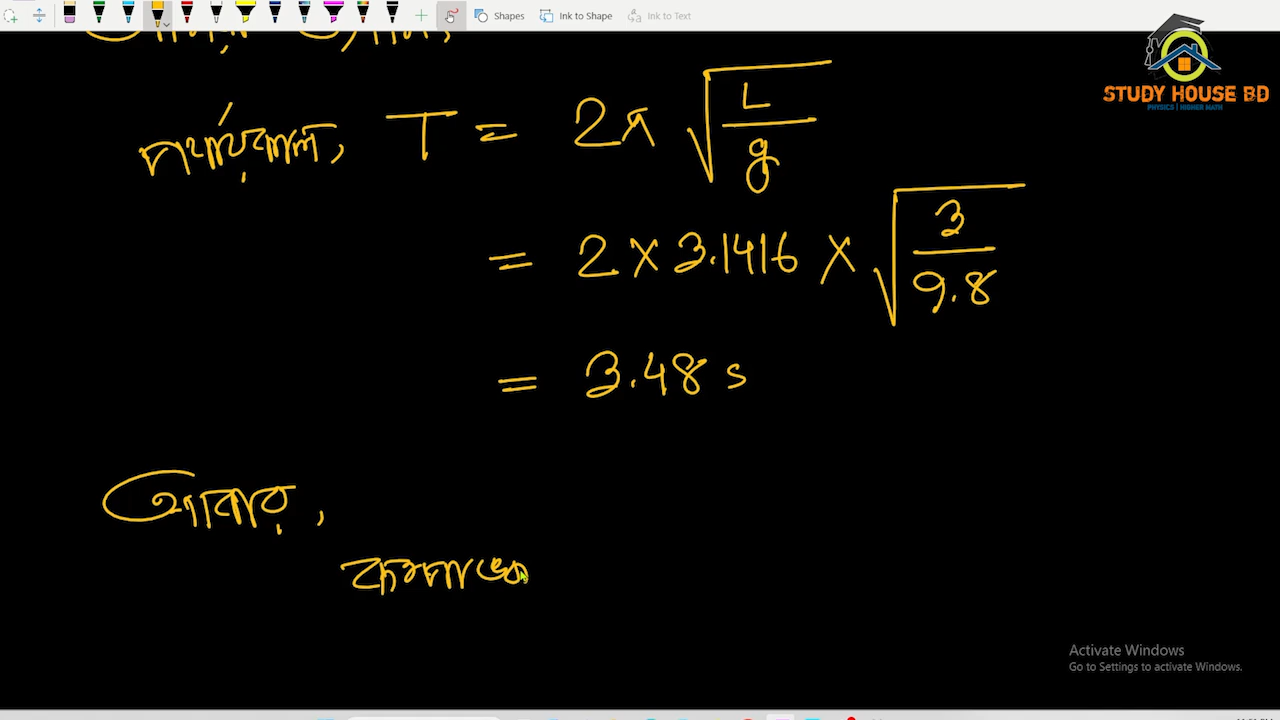 Shapes Ink to Shape Ink to Text
STUDY HOUSE BD
PHYSICS | HIGHER MATH
আমরা জানি,
পর্যায়কাল, T = 2π √(L/g)
= 2 × 3.1416 × √(3/9.8)
= 3.48 s
আবার,
Activate Windows
Go to Settings to activate Windows.